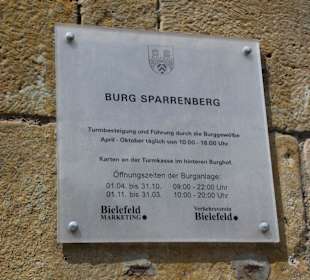 BURG SPARRENBERG
Turmbesteigung und Führung durch die Burggewölbe
April - Oktober täglich von 10:00 - 18:00 Uhr
Karten an der Turmkasse im hinteren Burghof.
Öffnungszeiten der Burganlage:
01.04. bis 31.10. 09:00 - 22:00 Uhr
01.11. bis 31.03. 10:00 - 20:00 Uhr
Bielefeld
MARKETING
Verkehrsverein
Bielefeld